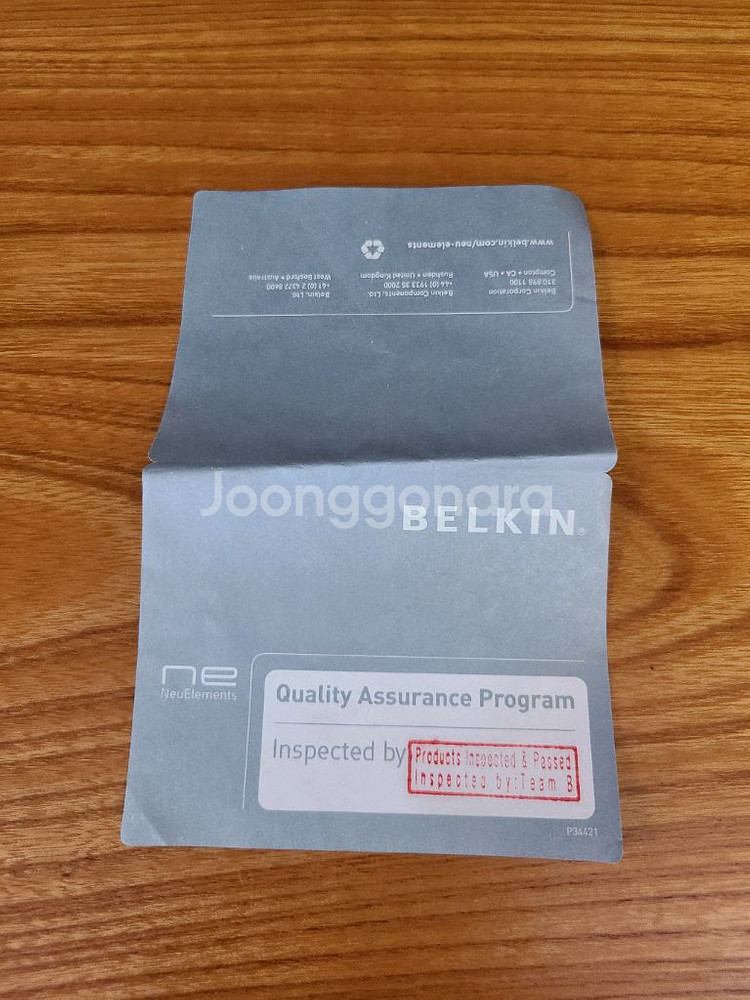 www.belkin.com/neu-elements
Belkin Corporation
310 898 1100
Compton • CA • USA
Belkin Components, Ltd.
+44 (0) 1933 35 2000
Rushden • United Kingdom
Belkin, Ltd.
+61 (0) 2 4372 8600
West Gosford • Australia
Joonggonara
BELKIN®
ne
NeuElements
Quality Assurance Program
Inspected by
Products Inspected & Passed
Inspected by:Team B
P34421